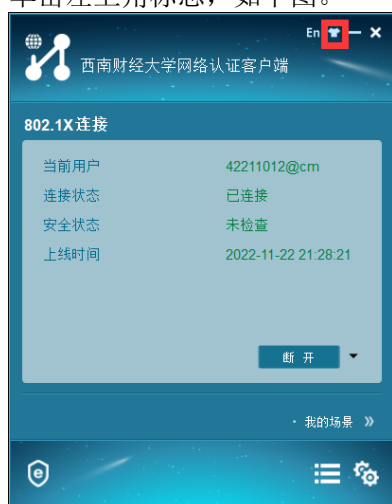 单击左上角标志，如下图。
En
西南财经大学网络认证客户端
802.1X连接
当前用户 42211012@cm
连接状态 已连接
安全状态 未检查
上线时间 2022-11-22 21:28:21
断 开
· 我的场景 »